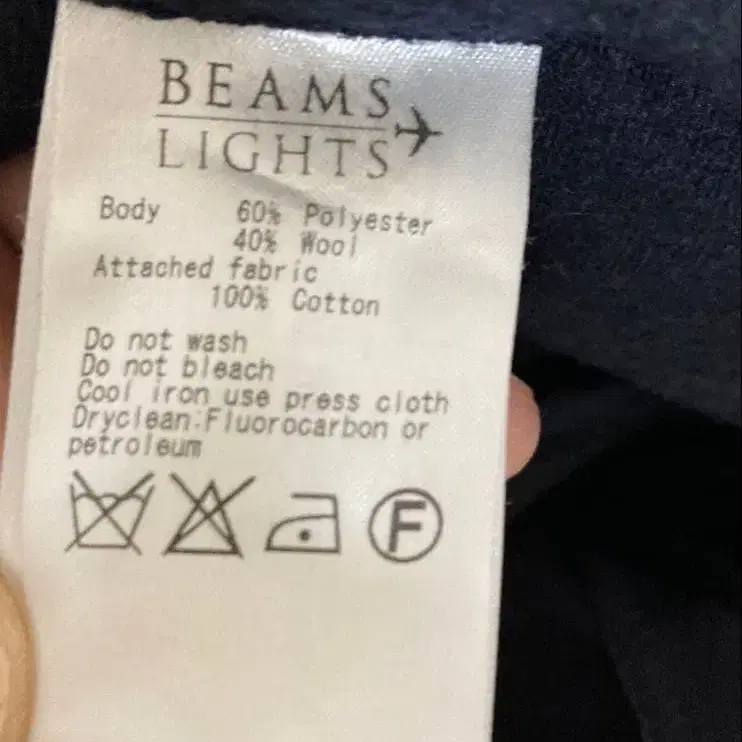 BEAMS
LIGHTS
Body 60% Polyester
40% Wool
Attached fabric
100% Cotton
Do not wash
Do not bleach
Cool iron use press cloth
Dryclean:Fluorocarbon or
petroleum
F